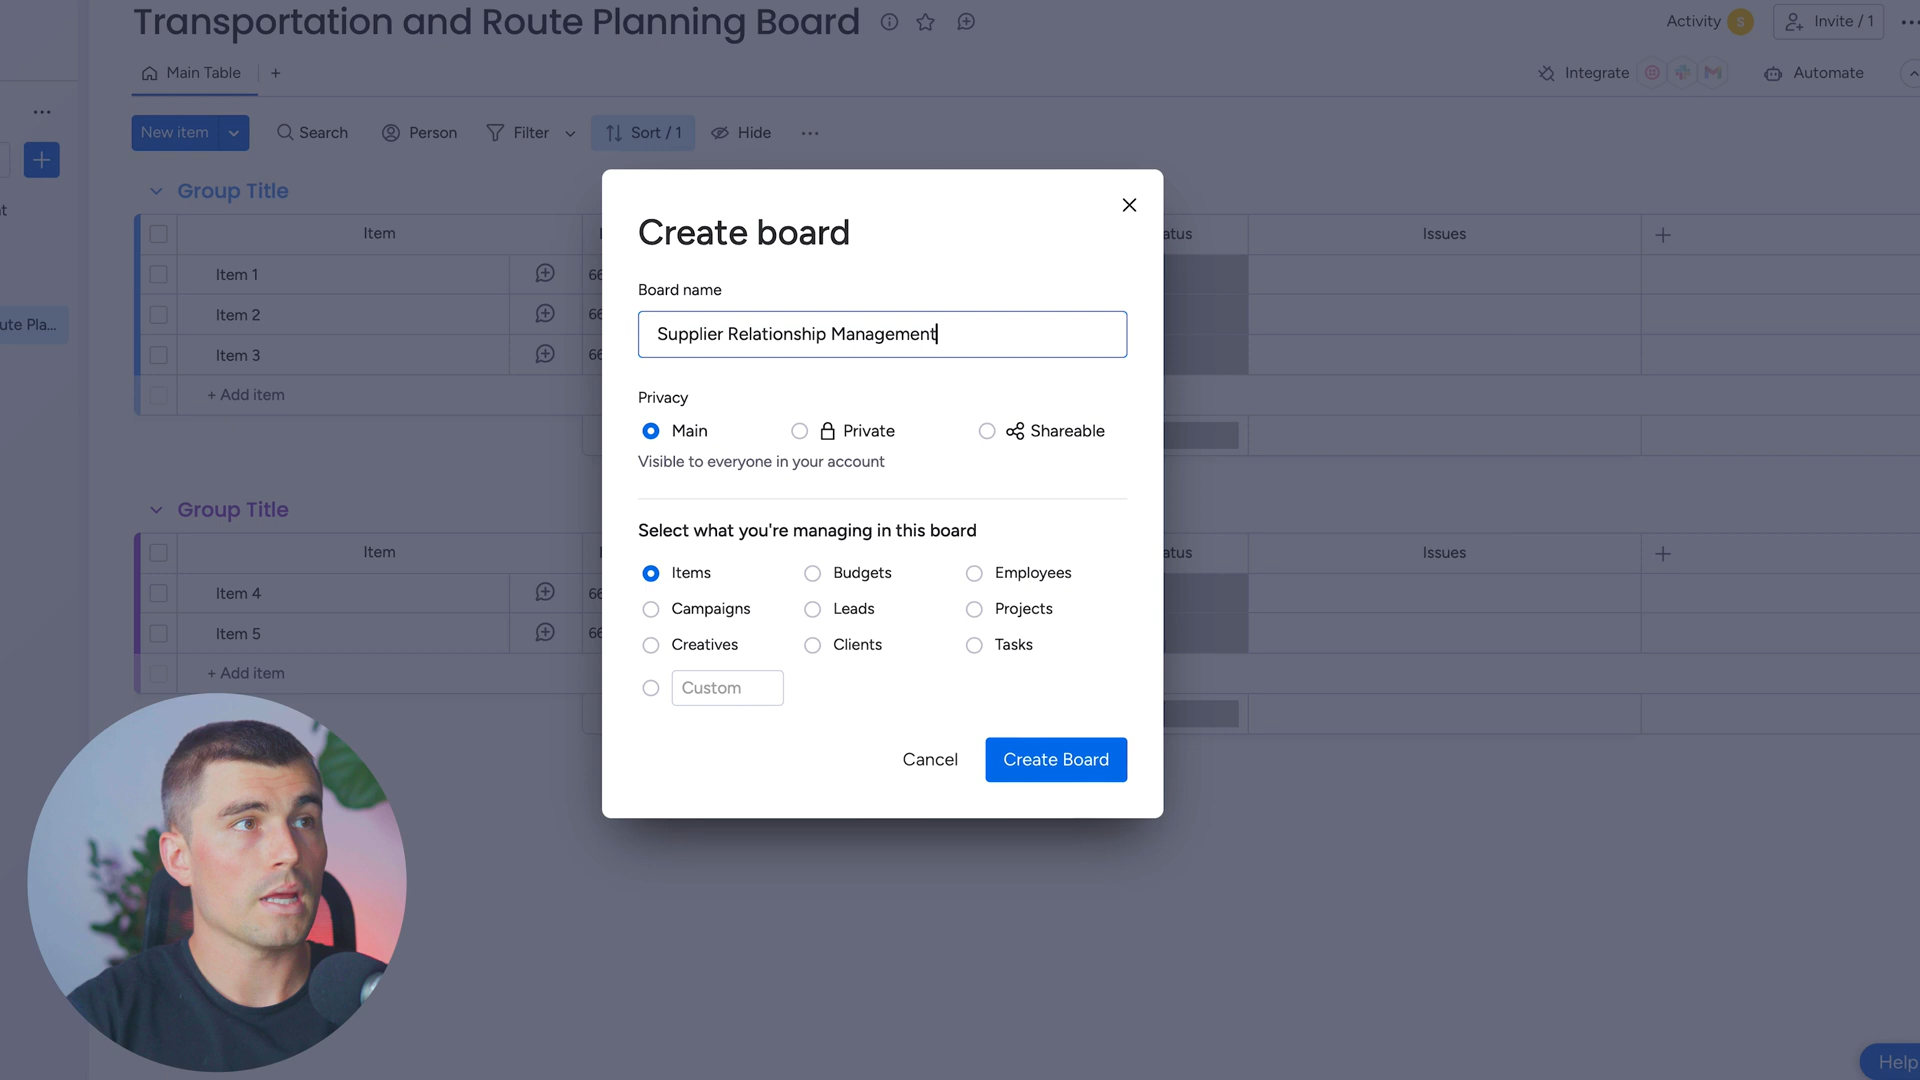 Transportation and Route Planning Board
Activity S Invite / 1
Main Table +
Integrate Automate
New item Search Person Filter Sort / 1 Hide
Group Title
Item Issues
Item 1
Item 2
Item 3
+ Add item
Group Title
Item Issues
Item 4
Item 5
+ Add item
Create board
Board name
Supplier Relationship Management
Privacy
Main Private Shareable
Visible to everyone in your account
Select what you're managing in this board
Items Budgets Employees
Campaigns Leads Projects
Creatives Clients Tasks
Custom
Cancel Create Board
Help